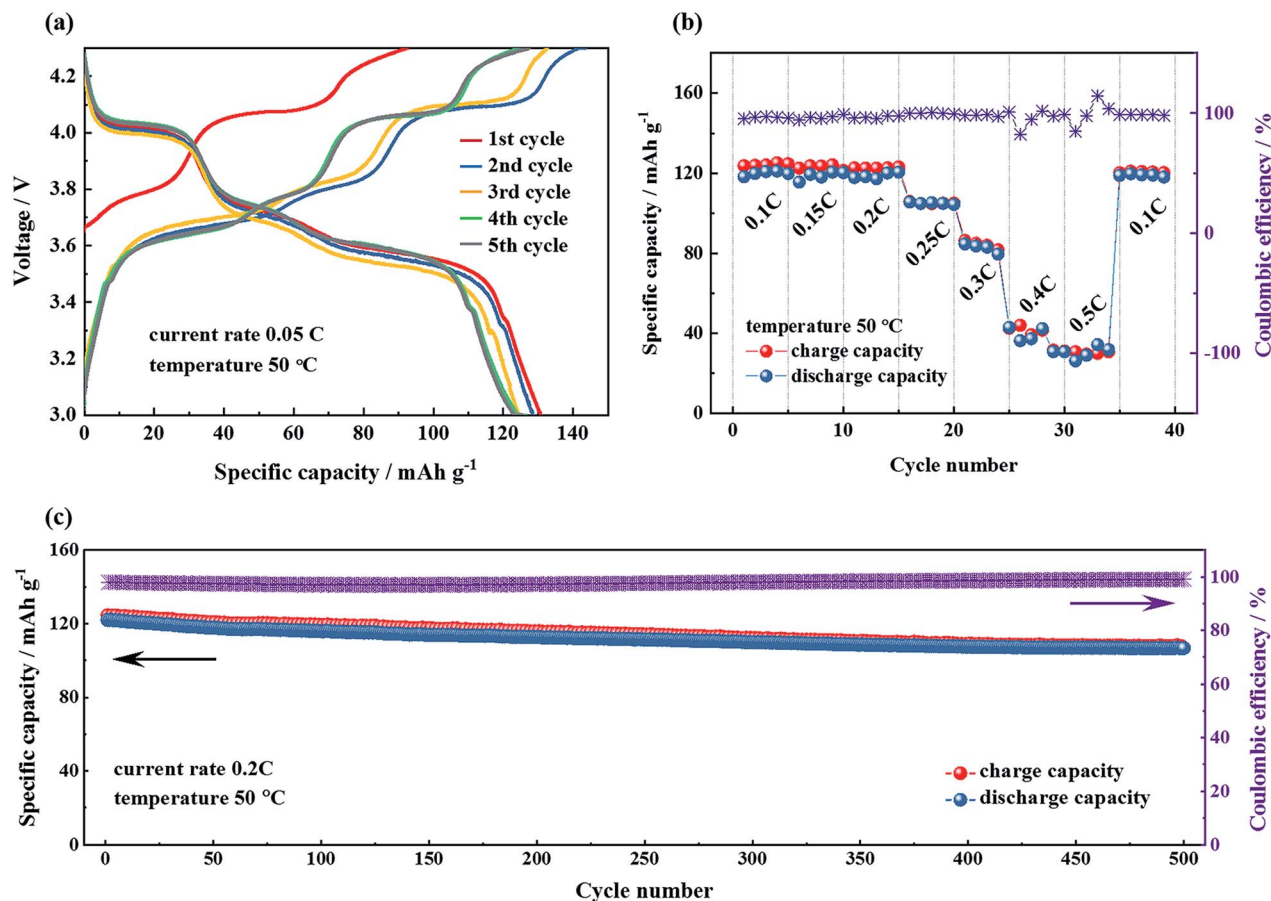 (a)
Voltage / V
4.2
4.0
3.8
3.6
3.4
3.2
3.0
1st cycle
2nd cycle
3rd cycle
4th cycle
5th cycle
current rate 0.05 C
temperature 50 °C
0 20 40 60 80 100 120 140
Specific capacity / mAh g-1
(b)
Specific capacity / mAh g-1
160
120
80
40
0
0.1C
0.15C
0.2C
0.25C
0.3C
0.4C
0.5C
0.1C
temperature 50 °C
charge capacity
discharge capacity
100
0
-100
Coulombic efficiency / %
0 10 20 30 40
Cycle number
(c)
Specific capacity / mAh g-1
160
120
80
40
0
current rate 0.2C
temperature 50 °C
charge capacity
discharge capacity
100
80
60
40
20
0
Coulombic efficiency / %
0 50 100 150 200 250 300 350 400 450 500
Cycle number